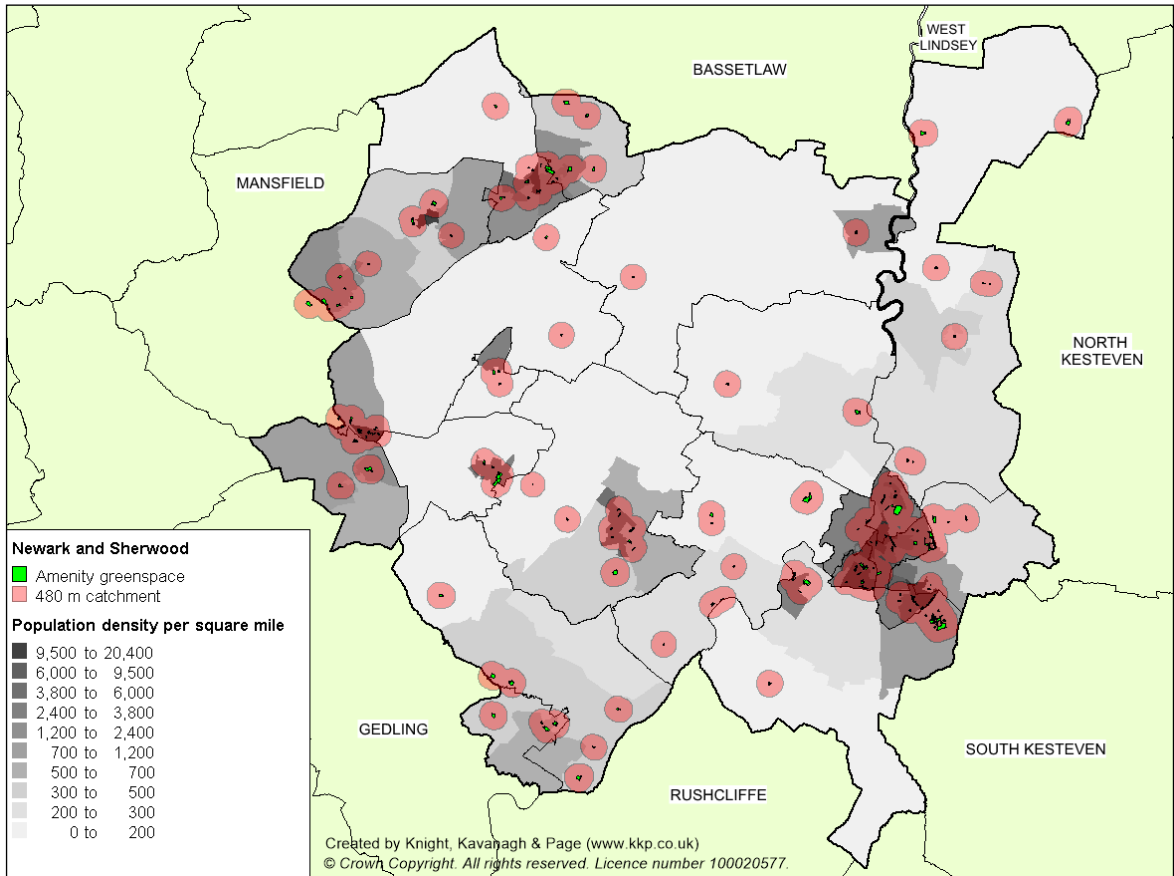 WEST
LINDSEY
BASSETLAW
MANSFIELD
NORTH
KESTEVEN
Newark and Sherwood
Amenity greenspace
480 m catchment
Population density per square mile
9,500 to 20,400
6,000 to 9,500
3,800 to 6,000
2,400 to 3,800
1,200 to 2,400
700 to 1,200
500 to 700
300 to 500
200 to 300
0 to 200
GEDLING
SOUTH KESTEVEN
RUSHCLIFFE
Created by Knight, Kavanagh & Page (www.kkp.co.uk)
© Crown Copyright. All rights reserved. Licence number 100020577.